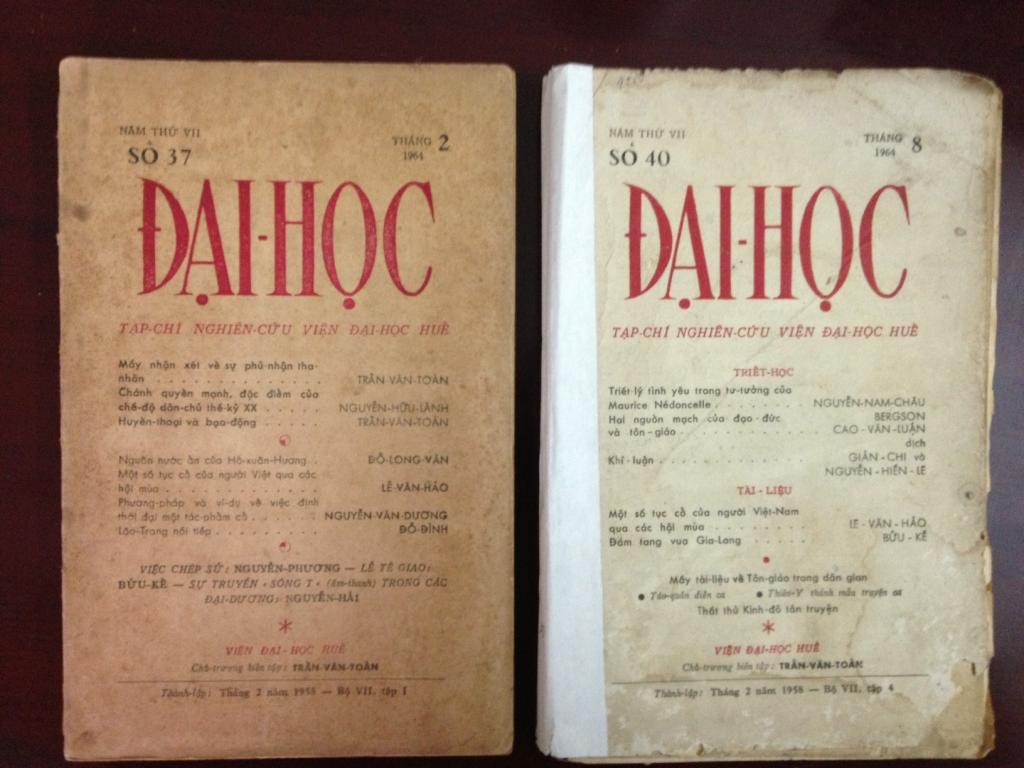 NĂM THỨ VII
SỐ 37
THÁNG 2
1964
ĐẠI-HỌC
TẠP-CHÍ NGHIÊN-CỨU VIỆN ĐẠI-HỌC HUẾ
Mấy nhận xét về sự phủ-nhận tha-
nhân . . . . . . . . . . . . . . TRẦN VĂN-TOÀN
Chánh quyền mạnh, đặc điểm của
chế-độ dân-chủ thế-kỷ XX . . . . . NGUYỄN-HỮU-LÀNH
Huyền-thoại và bạo-động . . . . . TRẦN-VĂN-TOÀN
Nguồn nước ẩn của Hồ-xuân-Hương . ĐỖ-LONG-VÂN
Một số tục cổ của người Việt qua các
hội mùa . . . . . . . . . . . . . LÊ-VĂN-HẢO
Phương-pháp và ví-dụ về việc định
thời đại một tác-phẩm cổ . . . . . . NGUYỄN-VĂN-DƯƠNG
Lão-Trang nối tiếp . . . . . . . . . ĐỖ-ĐÌNH
VIỆC CHÉP SỬ : NGUYỄN-PHƯƠNG — LỄ TẾ GIAO:
BỬU-KẾ — SỰ TRUYỀN « SÓNG T » (âm-thanh) TRONG CÁC
ĐẠI-DƯƠNG: NGUYỄN-HẢI
*
VIỆN ĐẠI-HỌC HUẾ
Chủ-trương biên tập : TRẦN-VĂN-TOÀN
Thành-lập : Tháng 2 năm 1958 — Bộ VII, tập 1
NĂM THỨ VII
SỐ 40
THÁNG 8
1964
ĐẠI-HỌC
TẠP-CHÍ NGHIÊN-CỨU VIỆN ĐẠI-HỌC HUẾ
TRIẾT-HỌC
Triết-lý tình yêu trong tư-tưởng của
Maurice Nédoncelle . . . . . . . NGUYỄN-NAM-CHÂU
Hai nguồn mạch của đạo-đức BERGSON
và tôn-giáo . . . . . . . . . . . CAO-VĂN-LUẬN
dịch
Khí-luận . . . . . . . . . . . . GIẢN-CHI và
NGUYỄN-HIẾN-LÊ
TÀI-LIỆU
Một số tục cổ của người Việt-Nam
qua các hội mùa . . . . . . . . . LÊ-VĂN-HẢO
Đám tang vua Gia-Long . . . . . BỬU-KẾ
Mấy tài-liệu về Tôn-giáo trong dân gian
● Táo-quân diễn ca ● Thiên-Y thánh mẫu truyện ca
Thất thủ Kinh-đô tân truyện
*
VIỆN ĐẠI-HỌC HUẾ
Chủ-trương biên tập : TRẦN-VĂN-TOÀN
Thành-lập : Tháng 2 năm 1958 — Bộ VII, tập 4